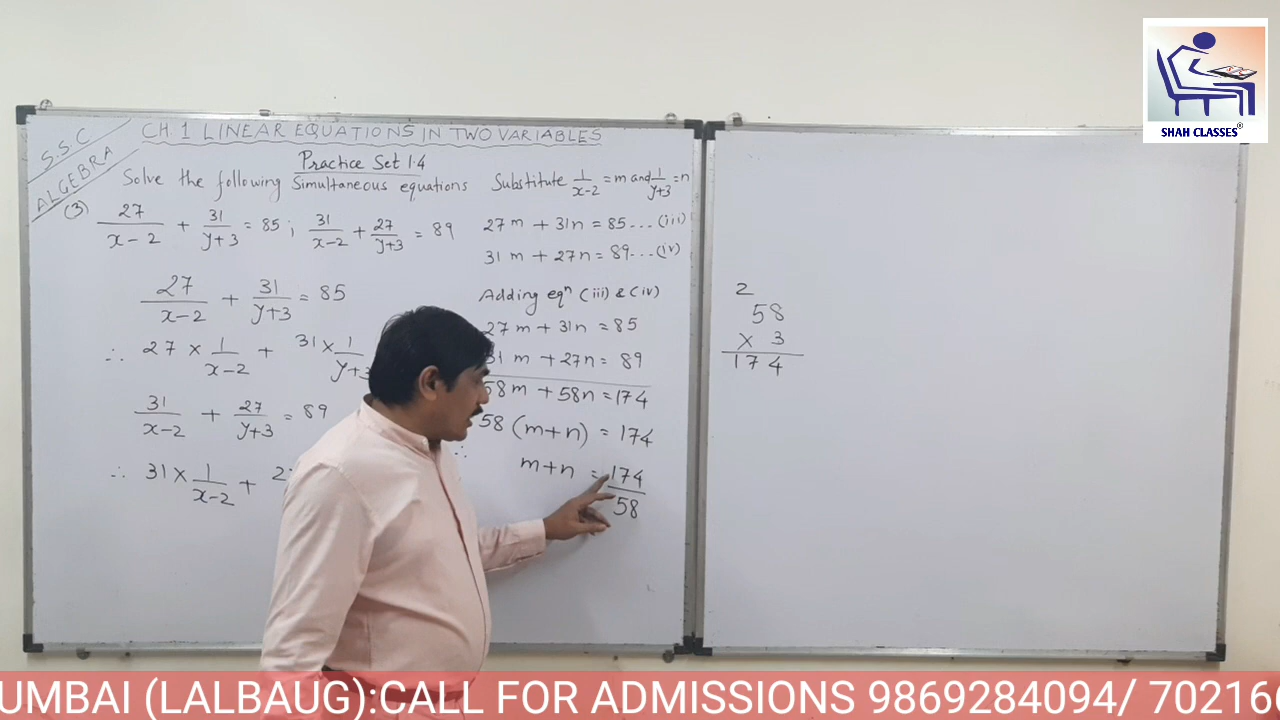 S.S.C
ALGEBRA
CH. 1 LINEAR EQUATIONS IN TWO VARIABLES
Practice Set 1.4
Solve the following Simultaneous equations
(3) 27/(x-2) + 31/(y+3) = 85 ; 31/(x-2) + 27/(y+3) = 89
27/(x-2) + 31/(y+3) = 85
∴ 27 × 1/(x-2) + 31 × 1/(y+3)
31/(x-2) + 27/(y+3) = 89
∴ 31 × 1/(x-2) +
Substitute 1/(x-2) = m and 1/(y+3) = n
27m + 31n = 85 ... (iii)
31m + 27n = 89 ... (iv)
Adding eqⁿ (iii) & (iv)
27m + 31n = 85
31m + 27n = 89
58m + 58n = 174
58 (m+n) = 174
∴ m+n = 174/58
2
58
× 3
174
SHAH CLASSES®
UMBAI (LALBAUG):CALL FOR ADMISSIONS 9869284094/ 70216